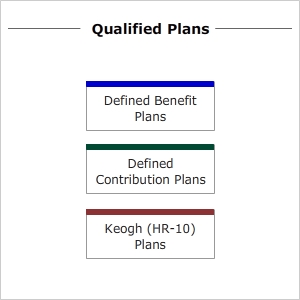 Qualified Plans
Defined Benefit
Plans
Defined
Contribution Plans
Keogh (HR-10)
Plans